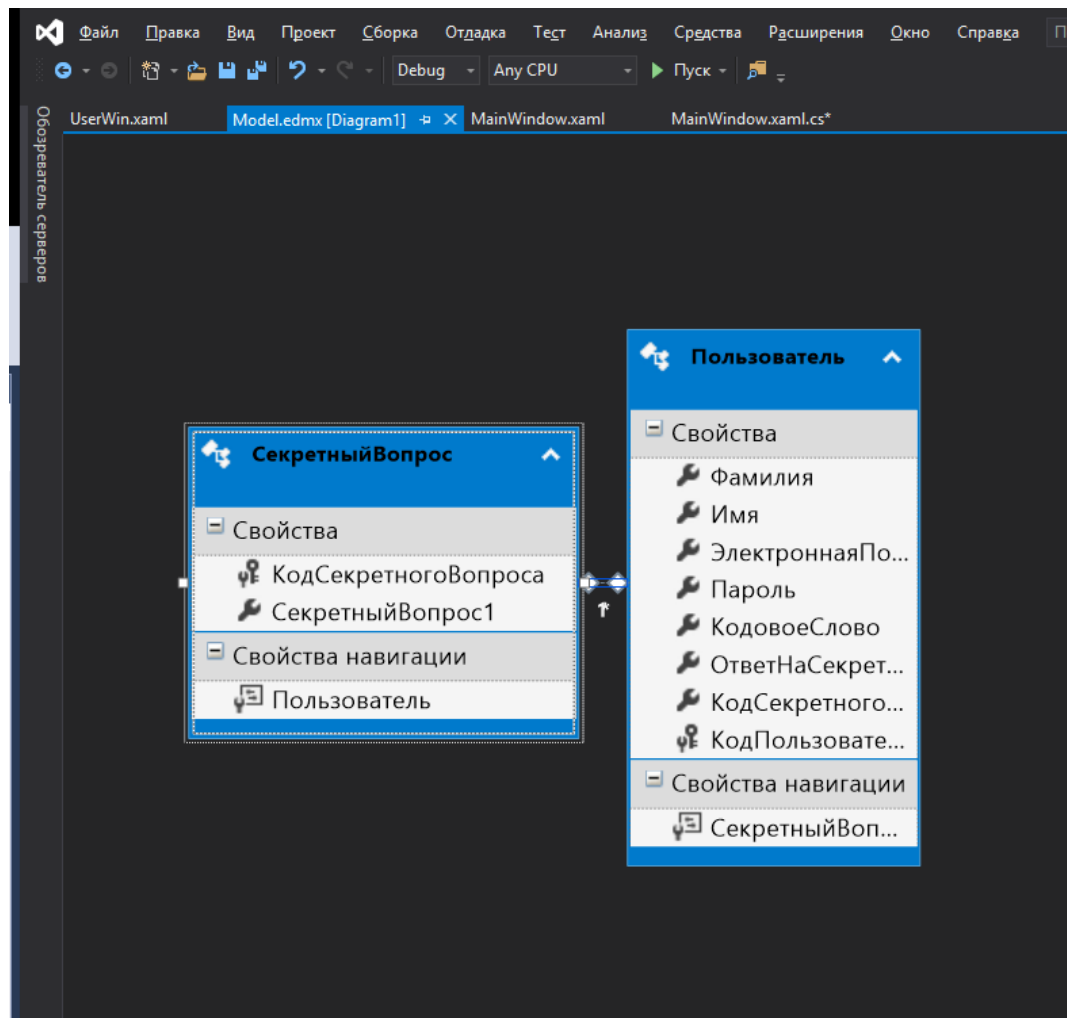 Файл Правка Вид Проект Сборка Отладка Тест Анализ Средства Расширения Окно Справка
Debug Any CPU Пуск
UserWin.xaml Model.edmx [Diagram1] MainWindow.xaml MainWindow.xaml.cs*
Обозреватель серверов
СекретныйВопрос
Свойства
КодСекретногоВопроса
СекретныйВопрос1
Свойства навигации
Пользователь
Пользователь
Свойства
Фамилия
Имя
ЭлектроннаяПо...
Пароль
КодовоеСлово
ОтветНаСекрет...
КодСекретного...
КодПользовате...
Свойства навигации
СекретныйВоп...